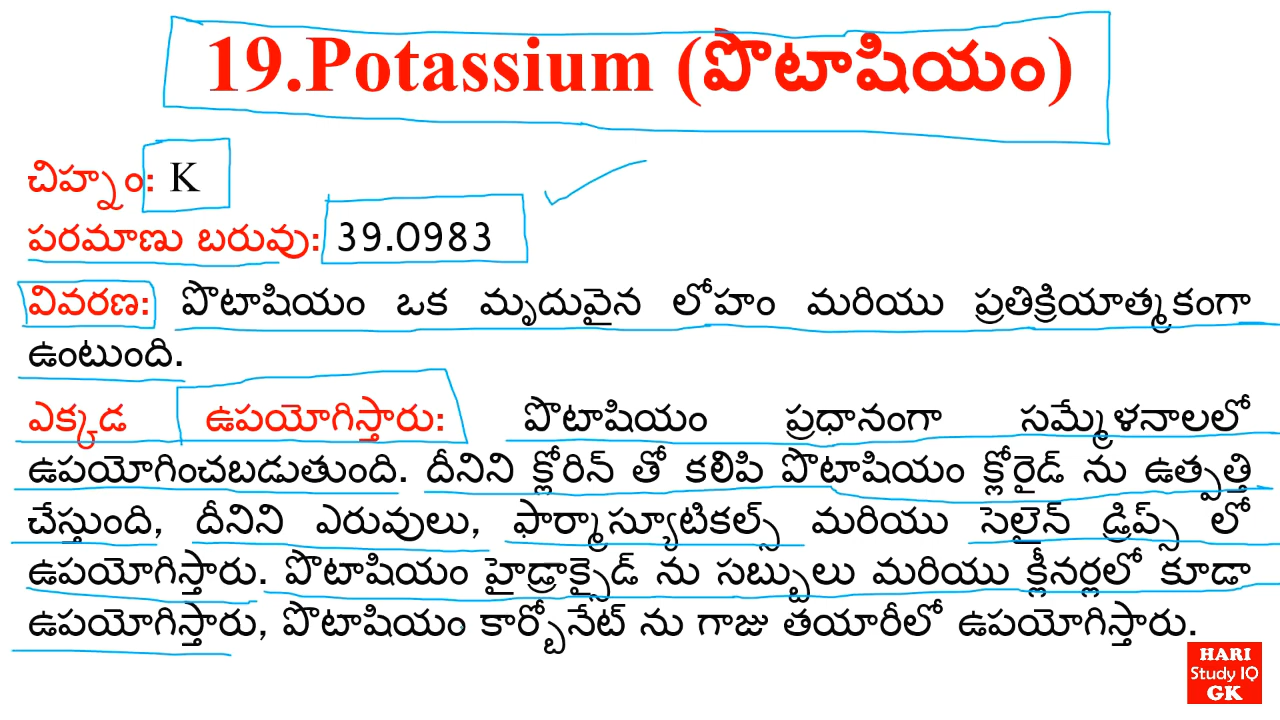 19.Potassium (పొటాషియం)
చిహ్నం: K
పరమాణు బరువు: 39.0983
వివరణ: పొటాషియం ఒక మృదువైన లోహం మరియు ప్రతిక్రియాత్మకంగా
ఉంటుంది.
ఎక్కడ ఉపయోగిస్తారు: పొటాషియం ప్రధానంగా సమ్మేళనాలలో
ఉపయోగించబడుతుంది. దీనిని క్లోరిన్ తో కలిపి పొటాషియం క్లోరైడ్ ను ఉత్పత్తి
చేస్తుంది, దీనిని ఎరువులు, ఫార్మాస్యూటికల్స్ మరియు సెలైన్ డ్రిప్స్ లో
ఉపయోగిస్తారు. పొటాషియం హైడ్రాక్సైడ్ ను సబ్బులు మరియు క్లీనర్లలో కూడా
ఉపయోగిస్తారు, పొటాషియం కార్బోనేట్ ను గాజు తయారీలో ఉపయోగిస్తారు.
HARI
Study IQ
GK